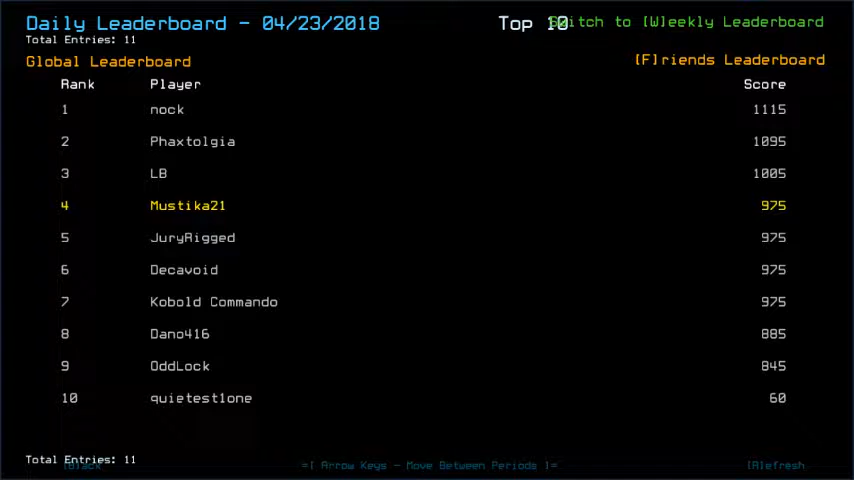 Daily Leaderboard - 04/23/2018 Top 10 Switch to [W]eekly Leaderboard
Total Entries: 11
Global Leaderboard [F]riends Leaderboard
Rank Player Score
1 nock 1115
2 Phaxtolgia 1095
3 LB 1005
4 Mustika21 975
5 JuryRigged 975
6 Decavoid 975
7 Kobold Commando 975
8 Dano416 885
9 OddLock 845
10 quietest1one 60
Total Entries: 11
[B]ack =[ Arrow Keys - Move Between Periods ]= [R]efresh